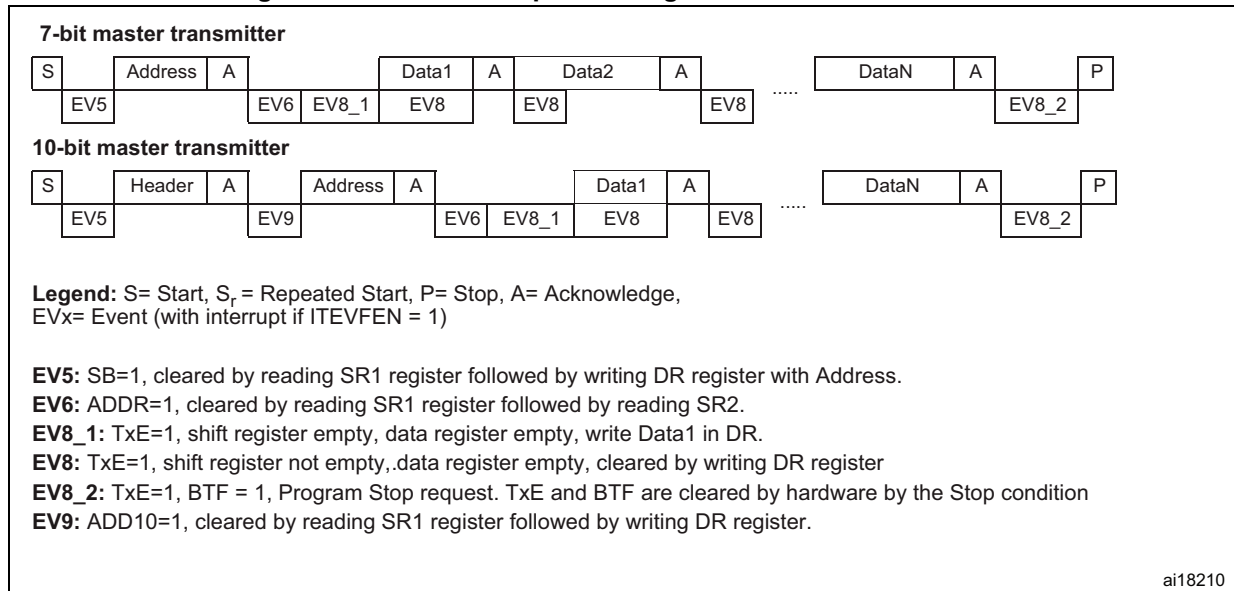 7-bit master transmitter
S Address A Data1 A Data2 A ..... DataN A P
EV5 EV6 EV8_1 EV8 EV8 EV8 EV8_2
10-bit master transmitter
S Header A Address A Data1 A ..... DataN A P
EV5 EV9 EV6 EV8_1 EV8 EV8 EV8_2
Legend: S= Start, Sr = Repeated Start, P= Stop, A= Acknowledge,
EVx= Event (with interrupt if ITEVFEN = 1)
EV5: SB=1, cleared by reading SR1 register followed by writing DR register with Address.
EV6: ADDR=1, cleared by reading SR1 register followed by reading SR2.
EV8_1: TxE=1, shift register empty, data register empty, write Data1 in DR.
EV8: TxE=1, shift register not empty,.data register empty, cleared by writing DR register
EV8_2: TxE=1, BTF = 1, Program Stop request. TxE and BTF are cleared by hardware by the Stop condition
EV9: ADD10=1, cleared by reading SR1 register followed by writing DR register.
ai18210